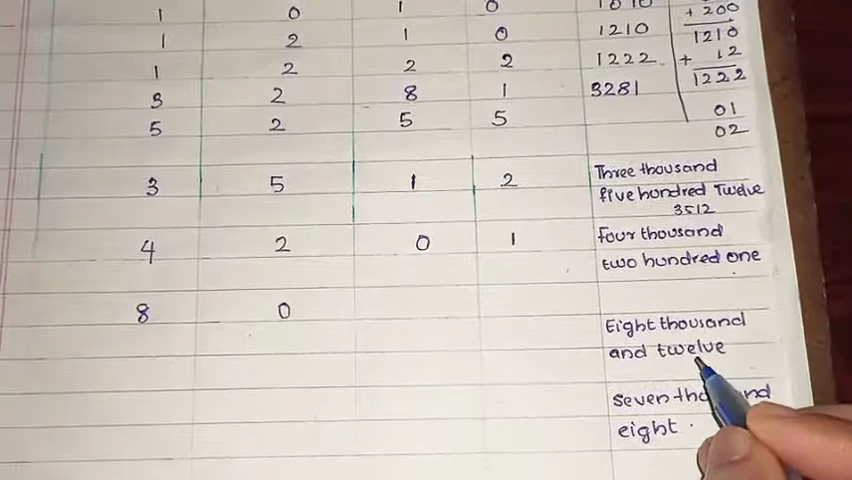 1 0 1 0 1010 + 200
1 2 1 0 1210 1210
1 2 2 2 1222 + 12
3 2 8 1 3281 1222
5 2 5 5 01
02
3 5 1 2 Three thousand
five hundred Twelve
3512
4 2 0 1 four thousand
two hundred one
8 0 Eight thousand
and twelve
seven
eight .